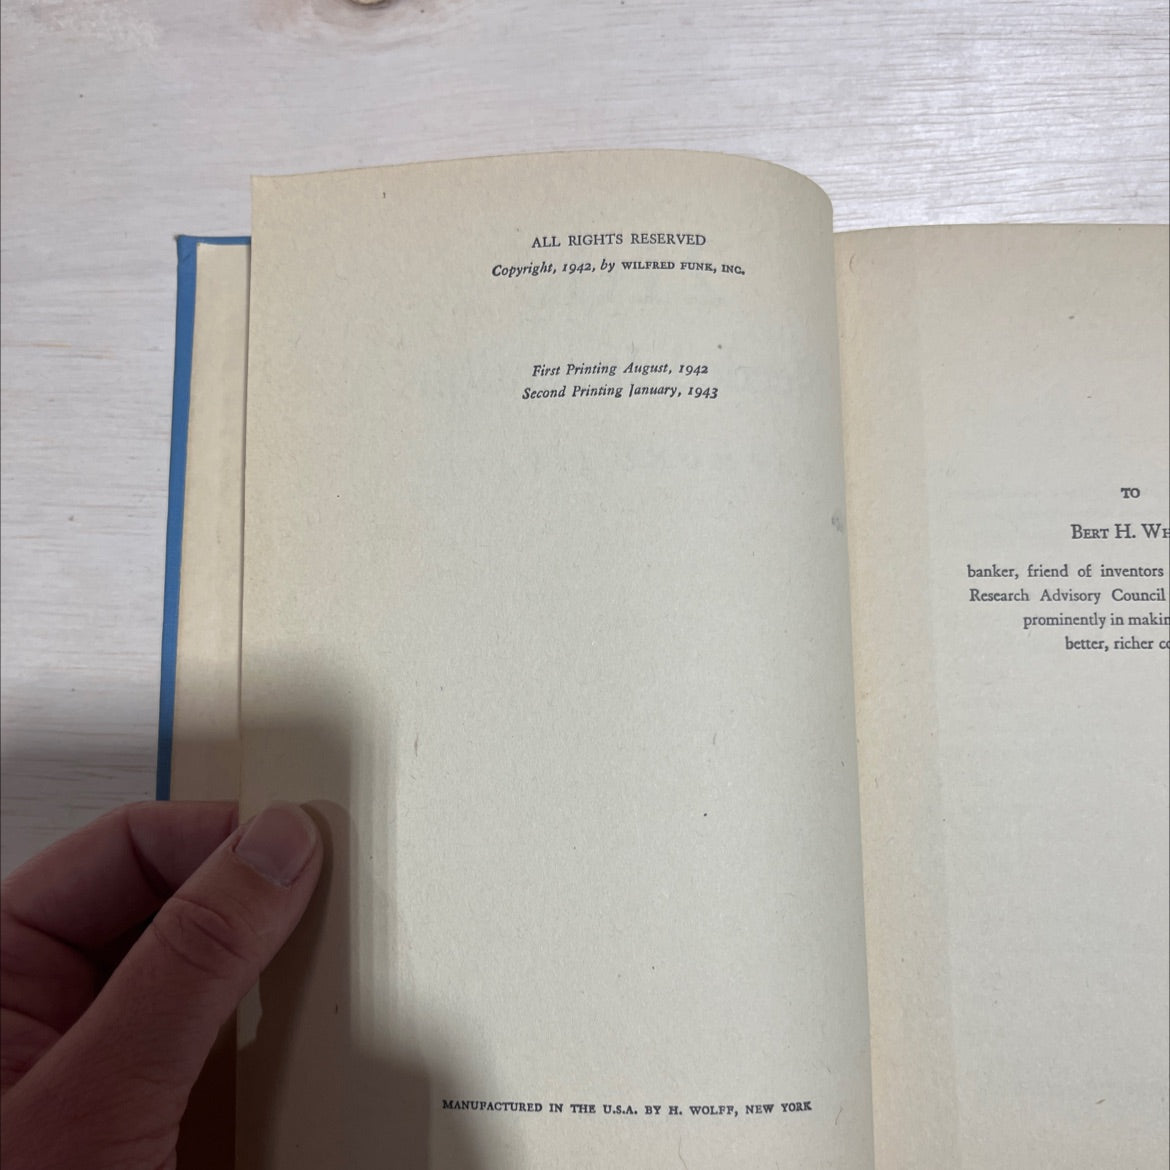 ALL RIGHTS RESERVED
Copyright, 1942, by WILFRED FUNK, INC.
First Printing August, 1942
Second Printing January, 1943
MANUFACTURED IN THE U.S.A. BY H. WOLFF, NEW YORK
TO
BERT H.
banker, friend of inventors
Research Advisory Council
prominently in
better, richer